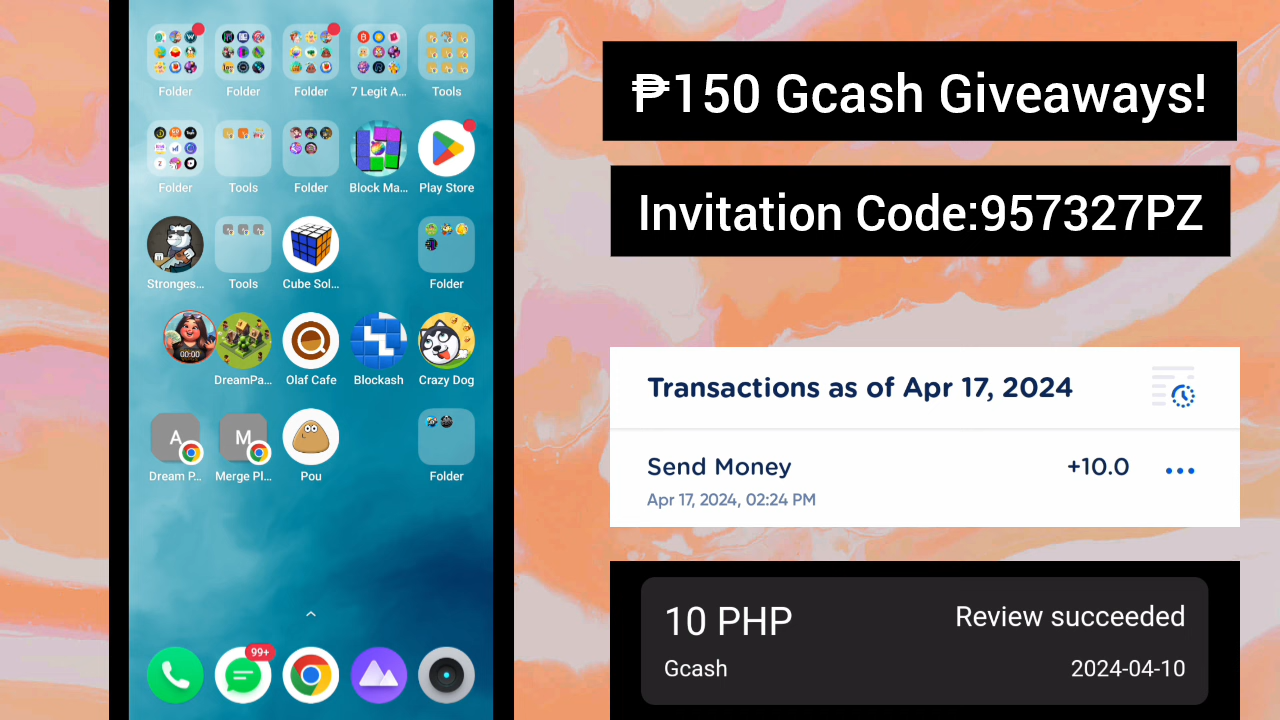 Folder
Folder
Folder
7 Legit A...
Tools
Folder
Tools
Folder
Block Ma...
Play Store
Stronges...
Tools
Cube Sol...
Folder
00:00
DreamPa...
Olaf Cafe
Blockash
Crazy Dog
A
M
Dream P...
Merge Pl...
Pou
Folder
99+
₱150 Gcash Giveaways!
Invitation Code:957327PZ
Transactions as of Apr 17, 2024
Send Money
+10.0
Apr 17, 2024, 02:24 PM
10 PHP
Review succeeded
Gcash
2024-04-10